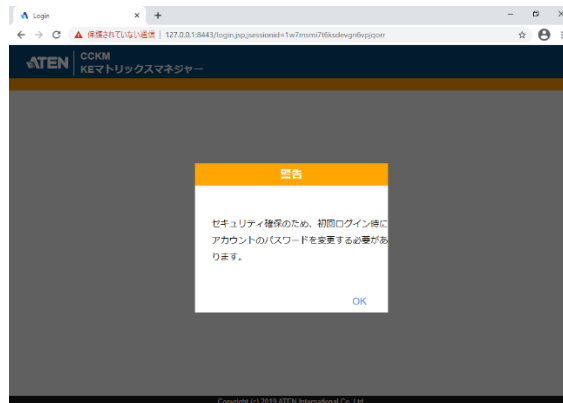 Login
保護されていない通信 | 127.0.0.1:8443/login.jsp;jsessionid=
ATEN
CCKM
KEマトリックスマネジャー
警告
セキュリティ確保のため、初回ログイン時に
アカウントのパスワードを変更する必要があ
ります。
OK
Copyright (c) 2019 ATEN International Co., Ltd.